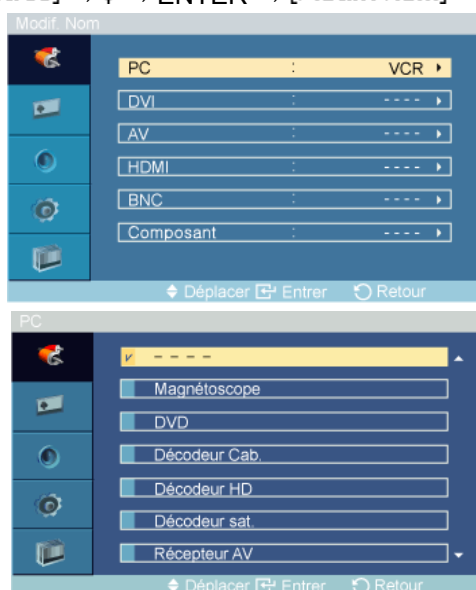 Modif. Nom
PC : VCR
DVI : ----
AV : ----
HDMI : ----
BNC : ----
Composant : ----
Déplacer Entrer Retour
PC
----
Magnétoscope
DVD
Décodeur Cab.
Décodeur HD
Décodeur sat.
Récepteur AV
Déplacer Entrer Retour